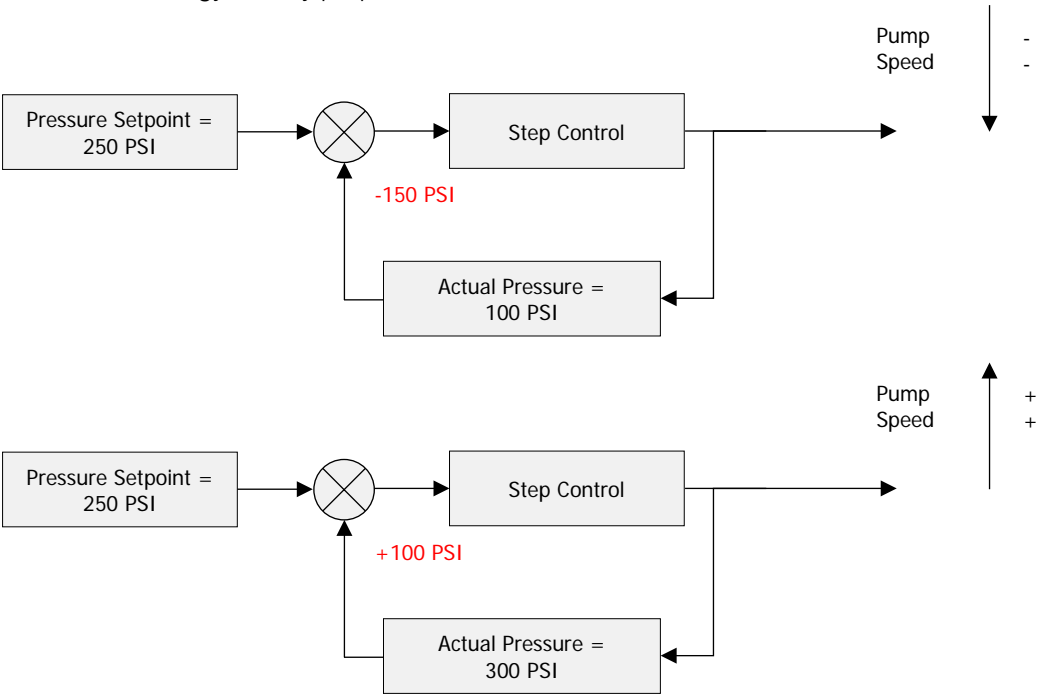 Pump -
Speed -
Pressure Setpoint =
250 PSI
Step Control
-150 PSI
Actual Pressure =
100 PSI
Pump +
Speed +
Pressure Setpoint =
250 PSI
Step Control
+100 PSI
Actual Pressure =
300 PSI